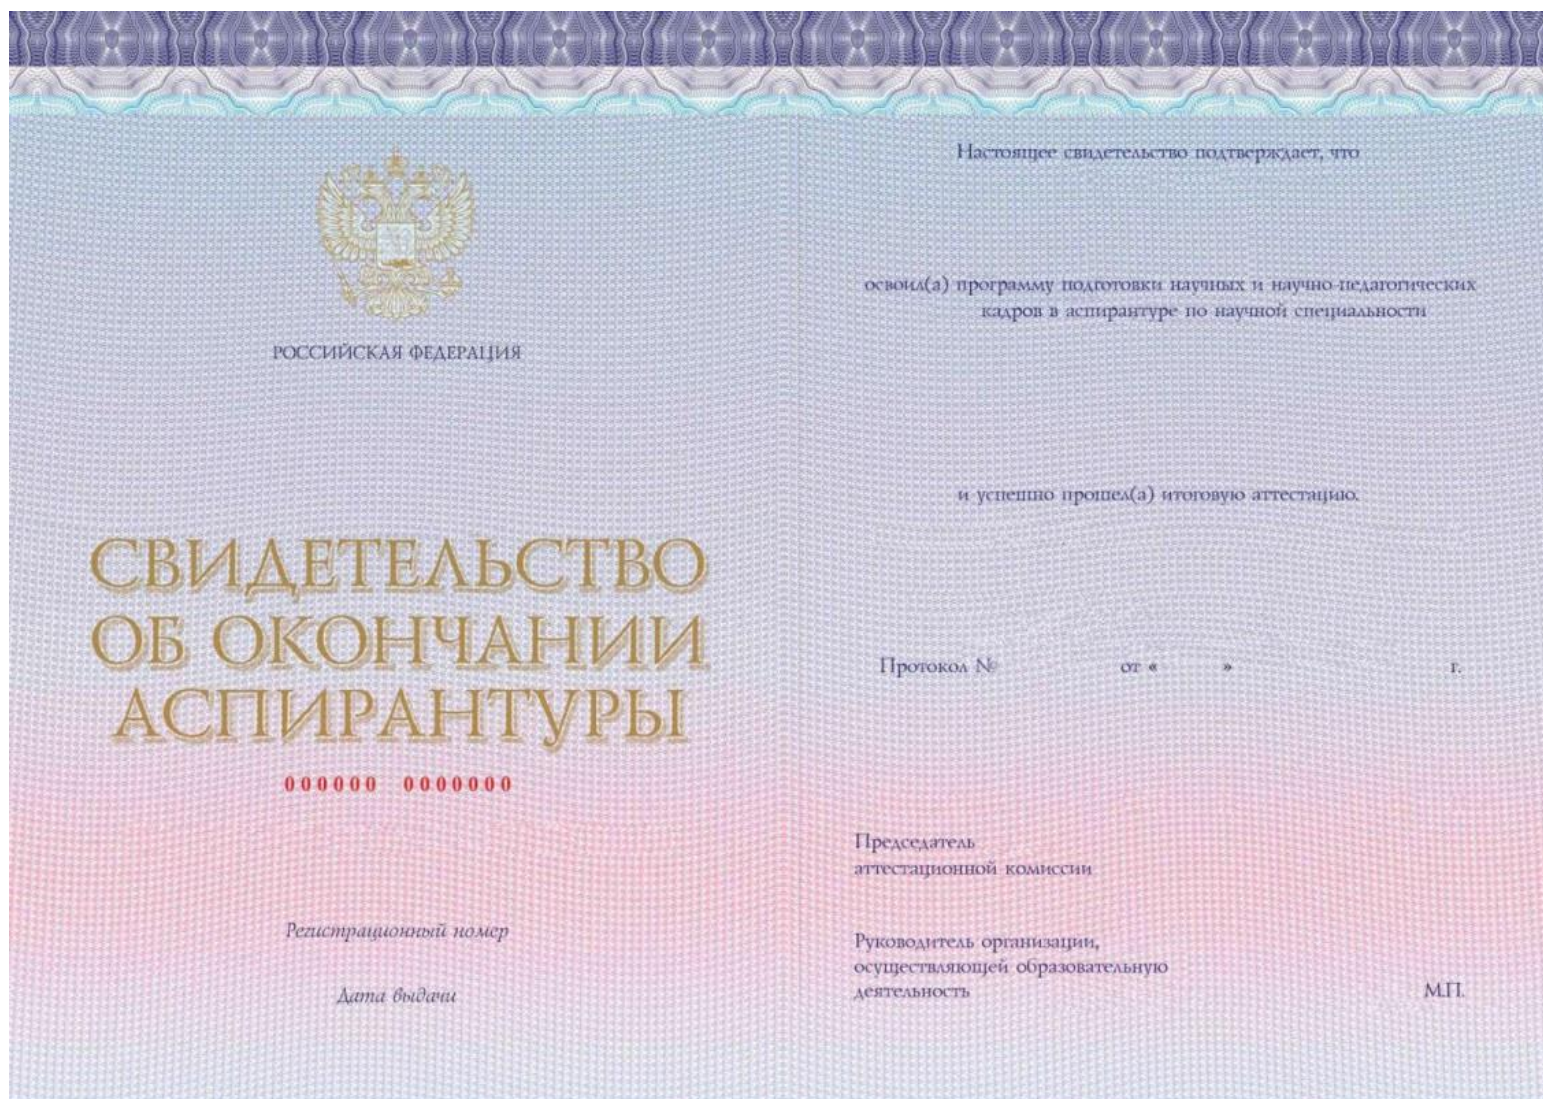 РОССИЙСКАЯ ФЕДЕРАЦИЯ
СВИДЕТЕЛЬСТВО
ОБ ОКОНЧАНИИ
АСПИРАНТУРЫ
000000 0000000
Регистрационный номер
Дата выдачи
Настоящее свидетельство подтверждает, что
освоил(а) программу подготовки научных и научно-педагогических
кадров в аспирантуре по научной специальности
и успешно прошел(а) итоговую аттестацию.
Протокол № от « » г.
Председатель
аттестационной комиссии
Руководитель организации,
осуществляющей образовательную
деятельность
М.П.